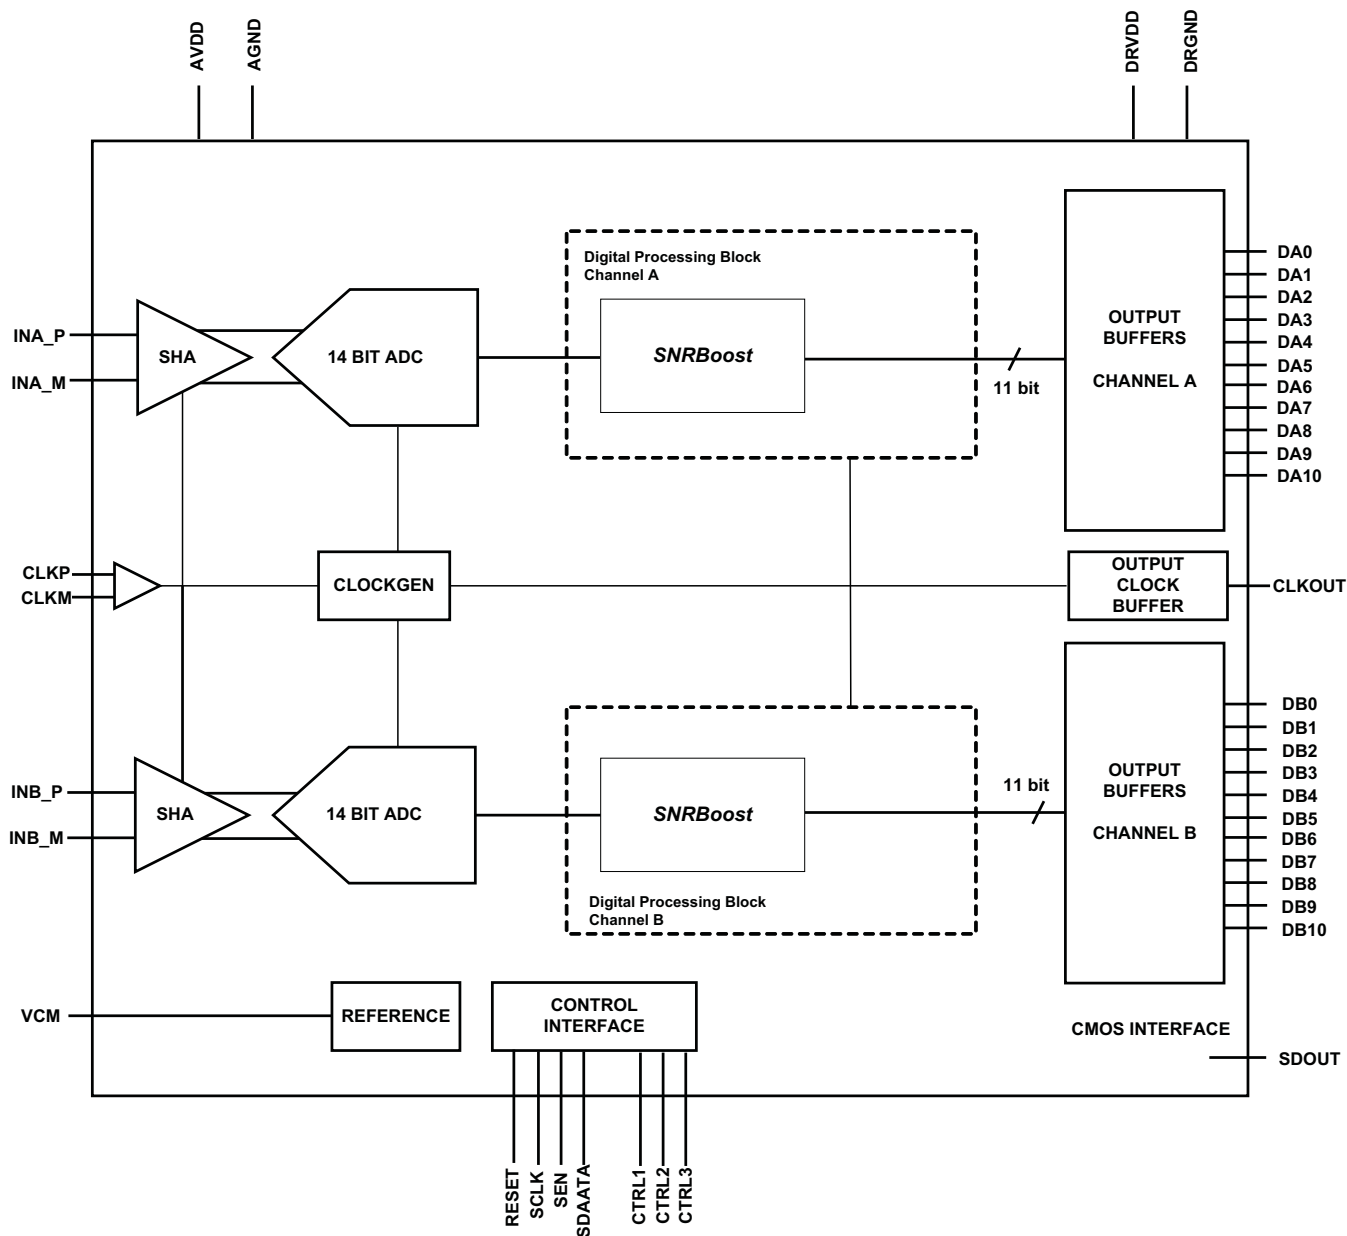 AVDD
AGND
DRVDD
DRGND
Digital Processing Block
Channel A
INA_P
INA_M
SHA
14 BIT ADC
SNRBoost
11 bit
OUTPUT
BUFFERS
CHANNEL A
DA0
DA1
DA2
DA3
DA4
DA5
DA6
DA7
DA8
DA9
DA10
CLKP
CLKM
CLOCKGEN
OUTPUT
CLOCK
BUFFER
CLKOUT
INB_P
INB_M
SHA
14 BIT ADC
SNRBoost
Digital Processing Block
Channel B
11 bit
OUTPUT
BUFFERS
CHANNEL B
DB0
DB1
DB2
DB3
DB4
DB5
DB6
DB7
DB8
DB9
DB10
VCM
REFERENCE
CONTROL
INTERFACE
CMOS INTERFACE
SDOUT
RESET
SCLK
SEN
SDAATA
CTRL1
CTRL2
CTRL3